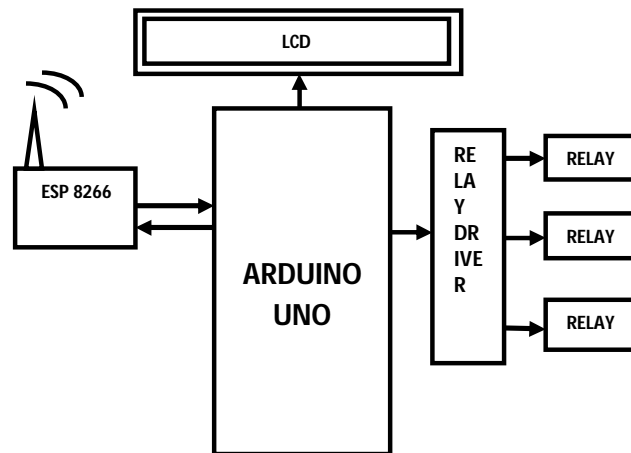 LCD
ESP 8266
ARDUINO
UNO
RE
LA
Y
DR
IVE
R
RELAY
RELAY
RELAY